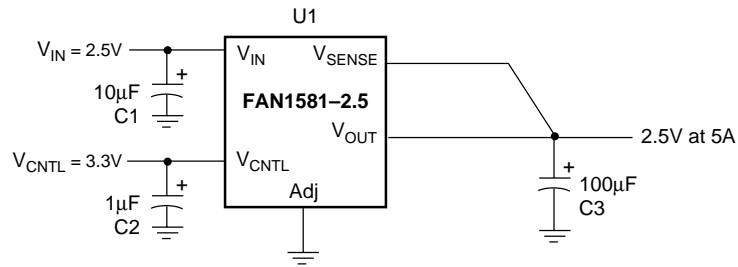 U1
V_IN = 2.5V
V_IN
V_SENSE
+
10μF
C1
FAN1581–2.5
V_OUT
2.5V at 5A
V_CNTL = 3.3V
V_CNTL
+
1μF
C2
Adj
+
100μF
C3